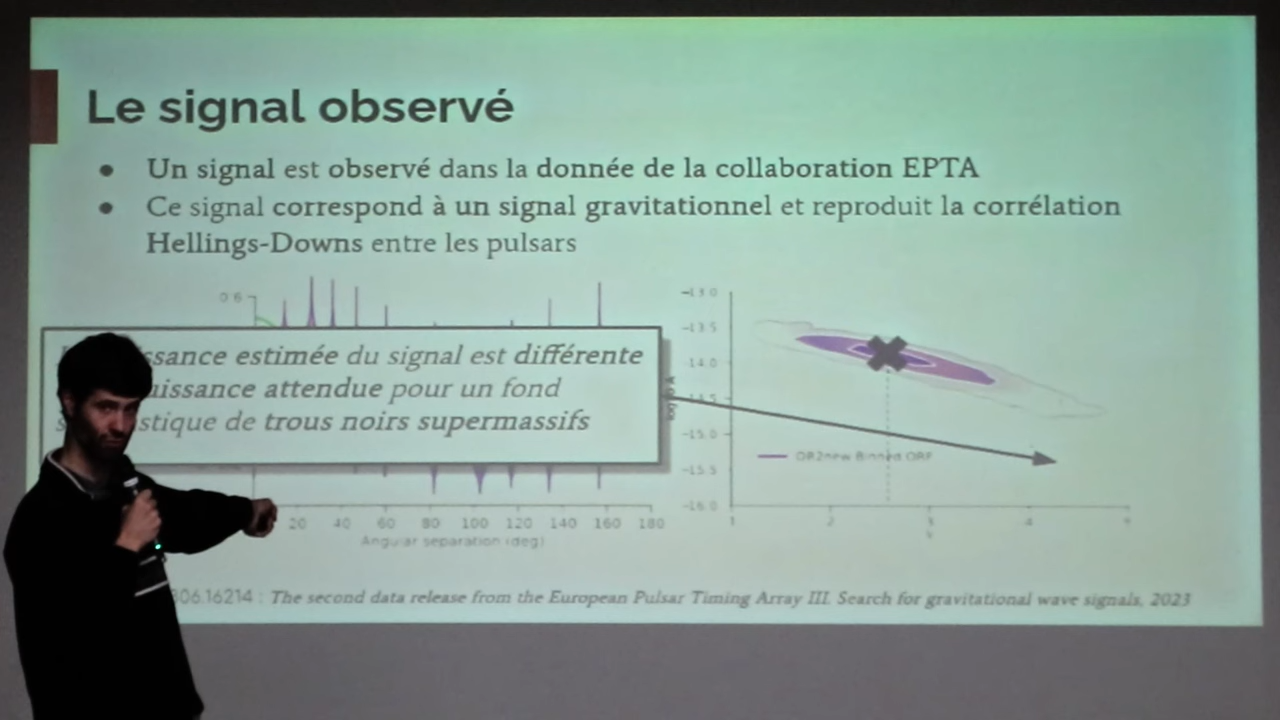 Le signal observé
● Un signal est observé dans la donnée de la collaboration EPTA
● Ce signal correspond à un signal gravitationnel et reproduit la corrélation
Hellings-Downs entre les pulsars
0.6
ssance estimée du signal est différente
uissance attendue pour un fond
stique de trous noirs supermassifs
20 40 60 80 100 120 140 160 180
Angular separation (deg)
-13.0
-13.5
-14.0
-15.0
-15.5
-16.0
DR2new Binned ORF
1 2 3 4
06.16214 : The second data release from the European Pulsar Timing Array III. Search for gravitational wave signals, 2023